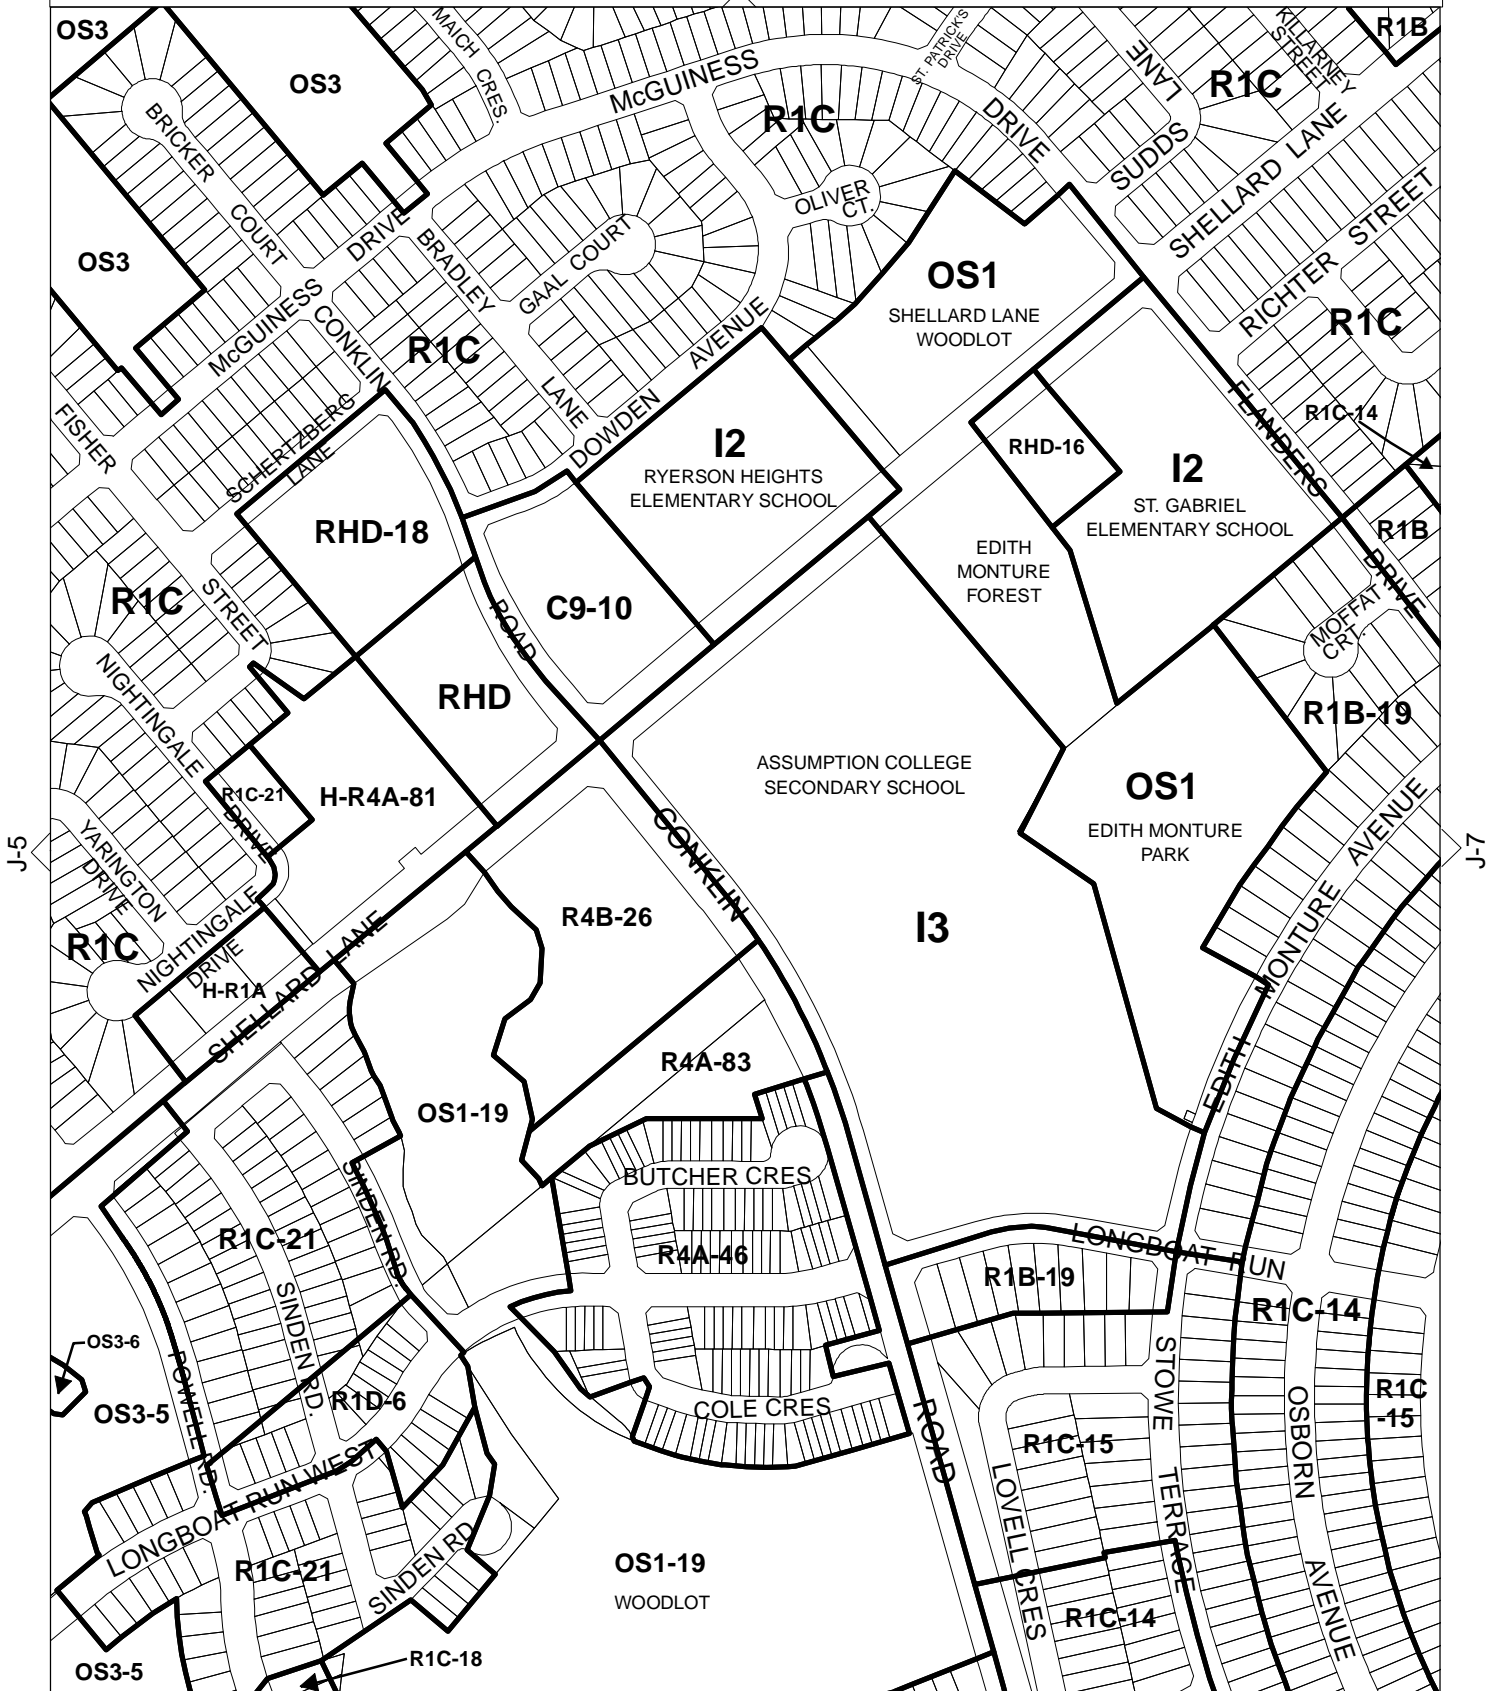 OS3
OS3
MAICH
CRES.
McGUINESS
ST. PATRICK'S
DRIVE
LANE
KILLARNEY
STREET
R1B
R1C
R1C
BRICKER
COURT
DRIVE
SUDDS
SHELLARD LANE
OLIVER
CT.
RICHTER STREET
OS3
McGUINESS DRIVE
BRADLEY
LANE
GAAL COURT
OS1
SHELLARD LANE
WOODLOT
R1C
CONKLIN
R1C
DOWDEN AVENUE
FISHER
STREET
SCHERTZBERG
LANE
I2
RYERSON HEIGHTS
ELEMENTARY SCHOOL
RHD-16
I2
ST. GABRIEL
ELEMENTARY SCHOOL
FLANDERS
DRIVE
R1C-14
R1B
RHD-18
EDITH
MONTURE
FOREST
R1C
C9-10
ROAD
MOFFAT
CRT.
NIGHTINGALE
DRIVE
RHD
R1B-19
ASSUMPTION COLLEGE
SECONDARY SCHOOL
OS1
EDITH MONTURE
PARK
R1C-21
H-R4A-81
J-5
J-7
YARINGTON
DRIVE
CONKLIN
EDITH MONTURE AVENUE
R4B-26
I3
R1C
NIGHTINGALE
DRIVE
H-R1A
SHELLARD LANE
R4A-83
OS1-19
BUTCHER CRES
SINDEN RD.
R1C-21
R4A-46
LONGBOAT RUN
R1B-19
R1C-14
SINDEN RD.
OS3-6
OS3-5
POWELL RD.
R1D-6
COLE CRES
ROAD
STOWE
TERRACE
OSBORN
AVENUE
R1C
-15
R1C-15
LOVELL CRES
LONGBOAT RUN WEST
R1C-21
SINDEN RD
OS1-19
WOODLOT
R1C-14
OS3-5
R1C-18